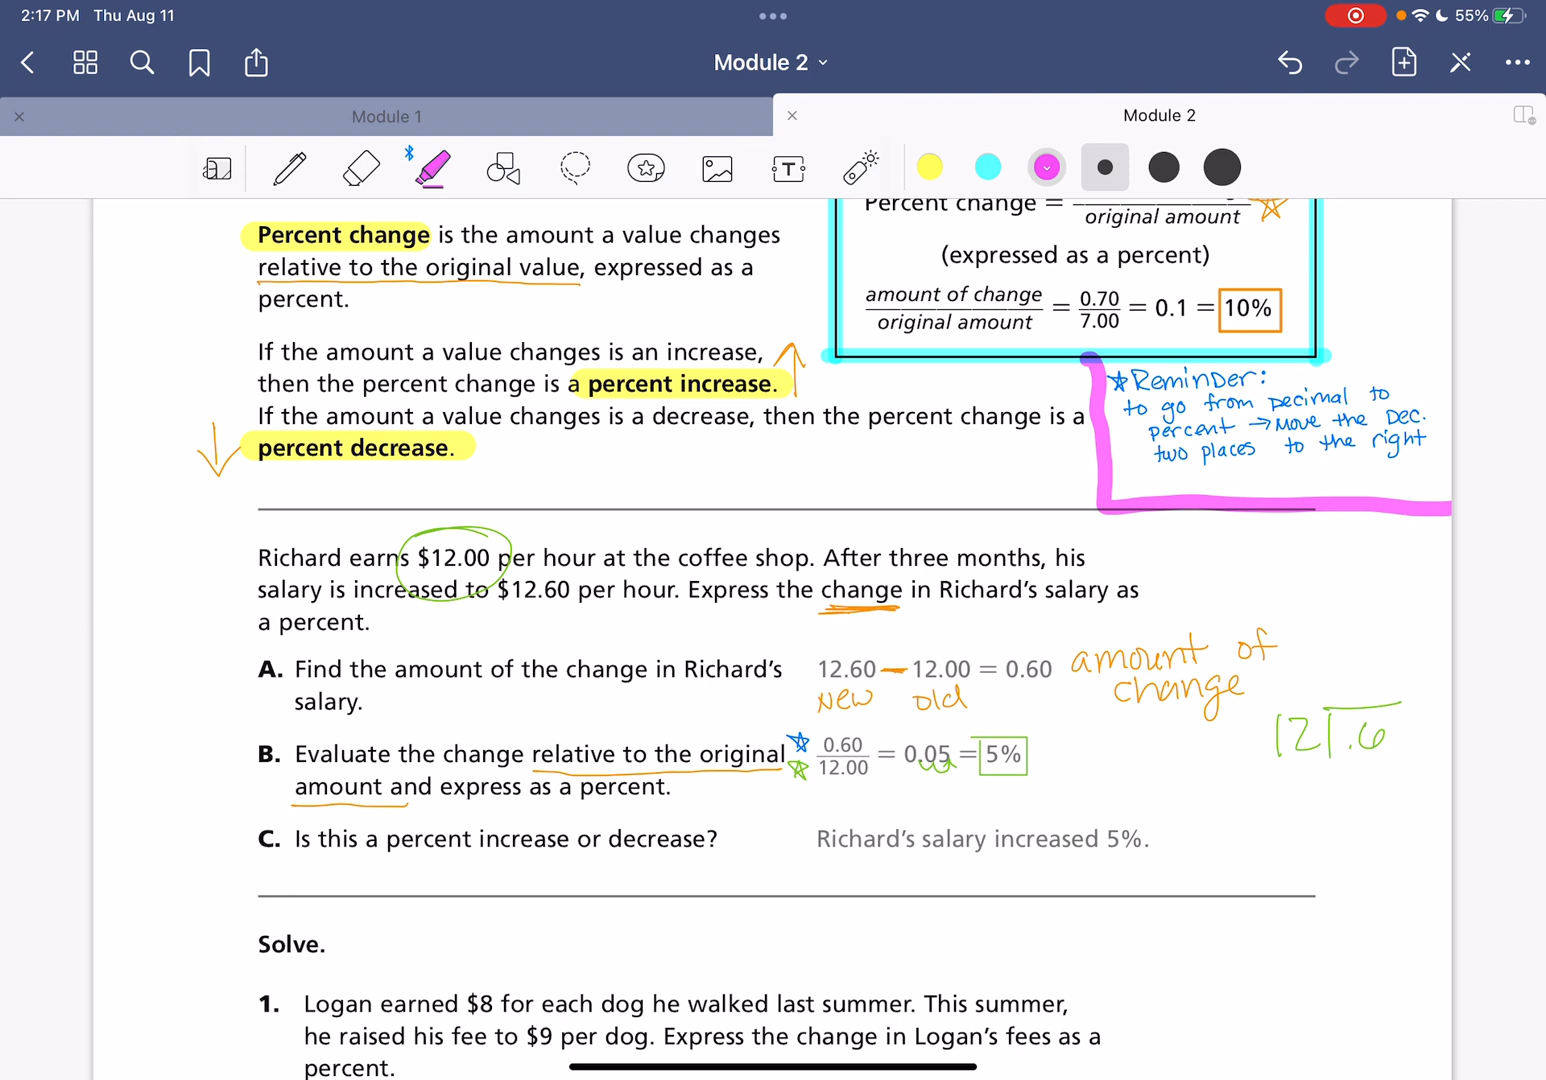 2:17 PM Thu Aug 11
55%
Module 2
Module 1
Module 2
T
Percent change =
original amount
(expressed as a percent)
amount of change / original amount = 0.70 / 7.00 = 0.1 = 10%
Percent change is the amount a value changes
relative to the original value, expressed as a
percent.
If the amount a value changes is an increase,
then the percent change is a percent increase.
If the amount a value changes is a decrease, then the percent change is a
percent decrease.
Reminder:
to go from decimal to
percent → move the dec.
two places to the right
Richard earns $12.00 per hour at the coffee shop. After three months, his
salary is increased to $12.60 per hour. Express the change in Richard's salary as
a percent.
A. Find the amount of the change in Richard's
salary.
12.60 − 12.00 = 0.60
New old
amount of
change
B. Evaluate the change relative to the original
amount and express as a percent.
0.60 / 12.00 = 0.05 = 5%
12 .6
C. Is this a percent increase or decrease?
Richard's salary increased 5%.
Solve.
1. Logan earned $8 for each dog he walked last summer. This summer,
he raised his fee to $9 per dog. Express the change in Logan's fees as a
percent.